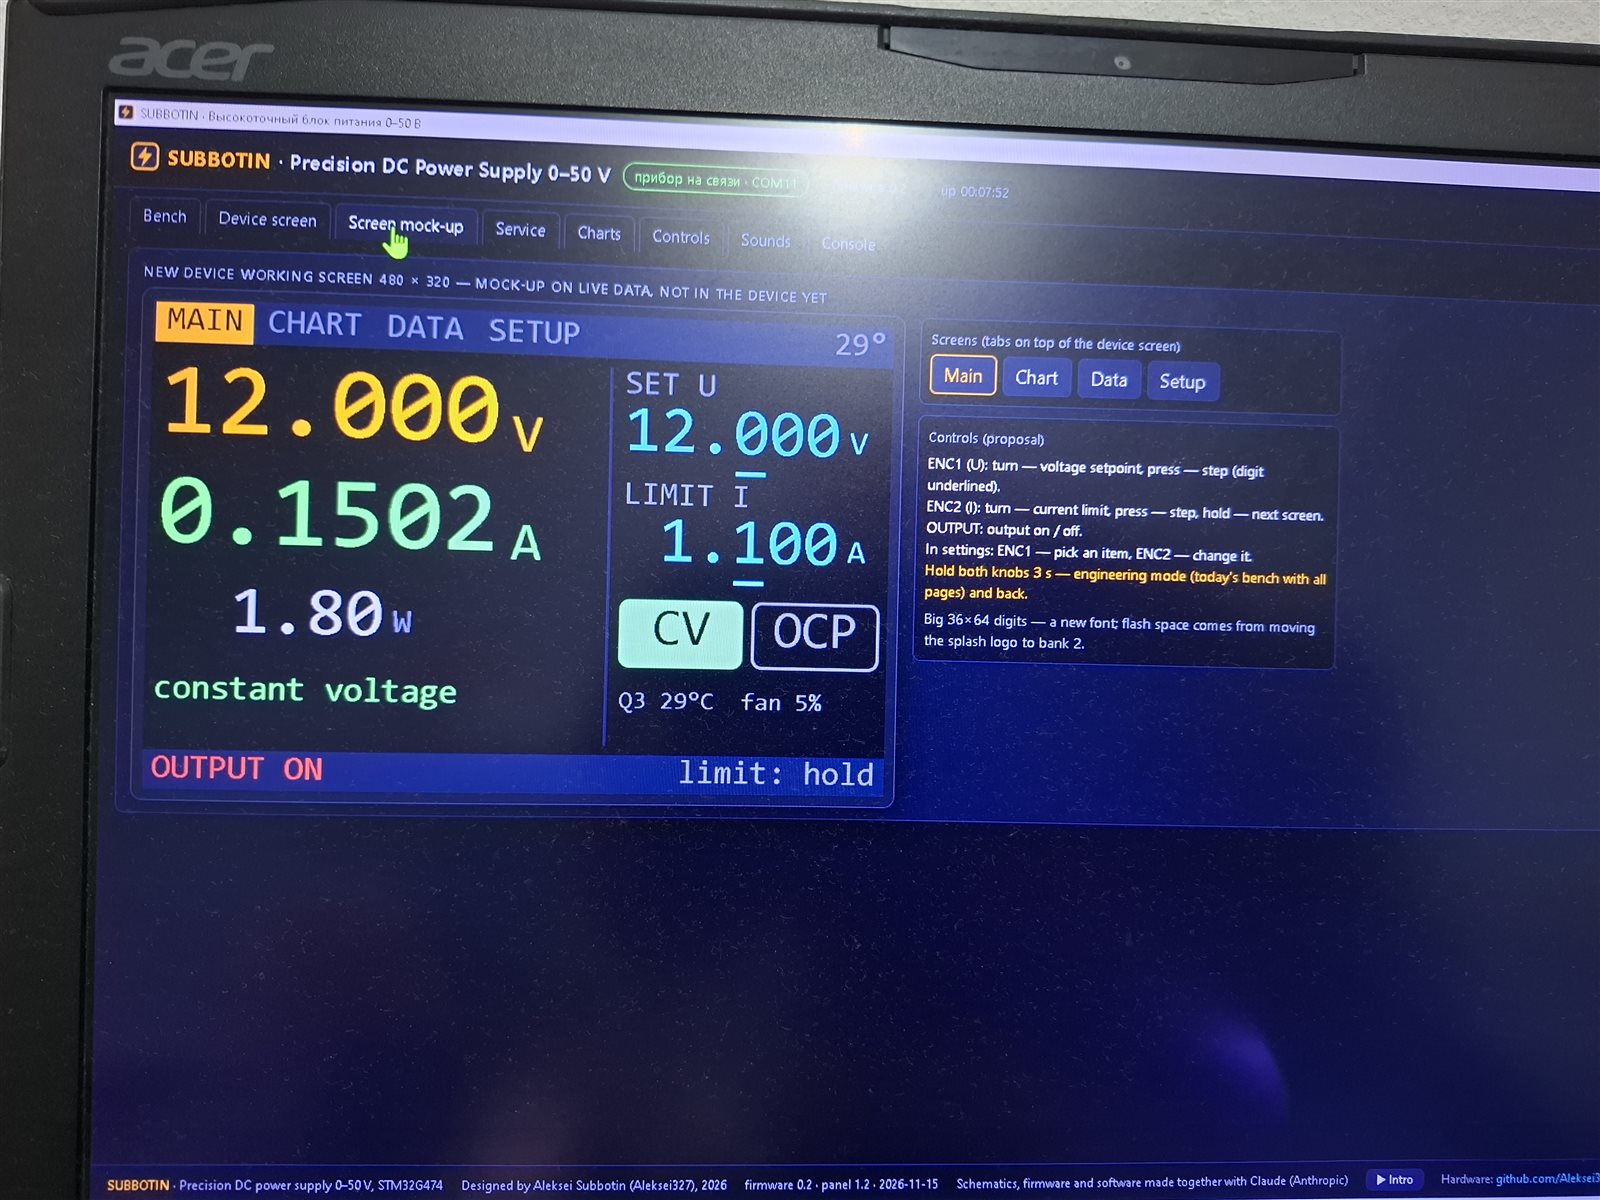 acer
SUBBOTIN · Высокоточный блок питания 0–50 В
SUBBOTIN · Precision DC Power Supply 0–50 V
прибор на связи · COM11
up 00:07:52
Bench
Device screen
Screen mock-up
Service
Charts
Controls
Sounds
Console
NEW DEVICE WORKING SCREEN 480 × 320 — MOCK-UP ON LIVE DATA, NOT IN THE DEVICE YET
MAIN CHART DATA SETUP 29°
12.000 V
0.1502 A
1.80 W
constant voltage
SET U
12.000 V
LIMIT I
1.100 A
CV OCP
Q3 29°C fan 5%
OUTPUT ON limit: hold
Screens (tabs on top of the device screen)
Main Chart Data Setup
Controls (proposal)
ENC1 (U): turn — voltage setpoint, press — step (digit
underlined).
ENC2 (I): turn — current limit, press — step, hold — next screen.
OUTPUT: output on / off.
In settings: ENC1 — pick an item, ENC2 — change it.
Hold both knobs 3 s — engineering mode (today's bench with all
pages) and back.
Big 36×64 digits — a new font; flash space comes from moving
the splash logo to bank 2.
SUBBOTIN · Precision DC power supply 0–50 V, STM32G474
Designed by Aleksei Subbotin (Aleksei327), 2026
firmware 0.2 · panel 1.2 · 2026-11-15
Schematics, firmware and software made together with Claude (Anthropic)
▶ Intro
Hardware: github.com/Aleksei3